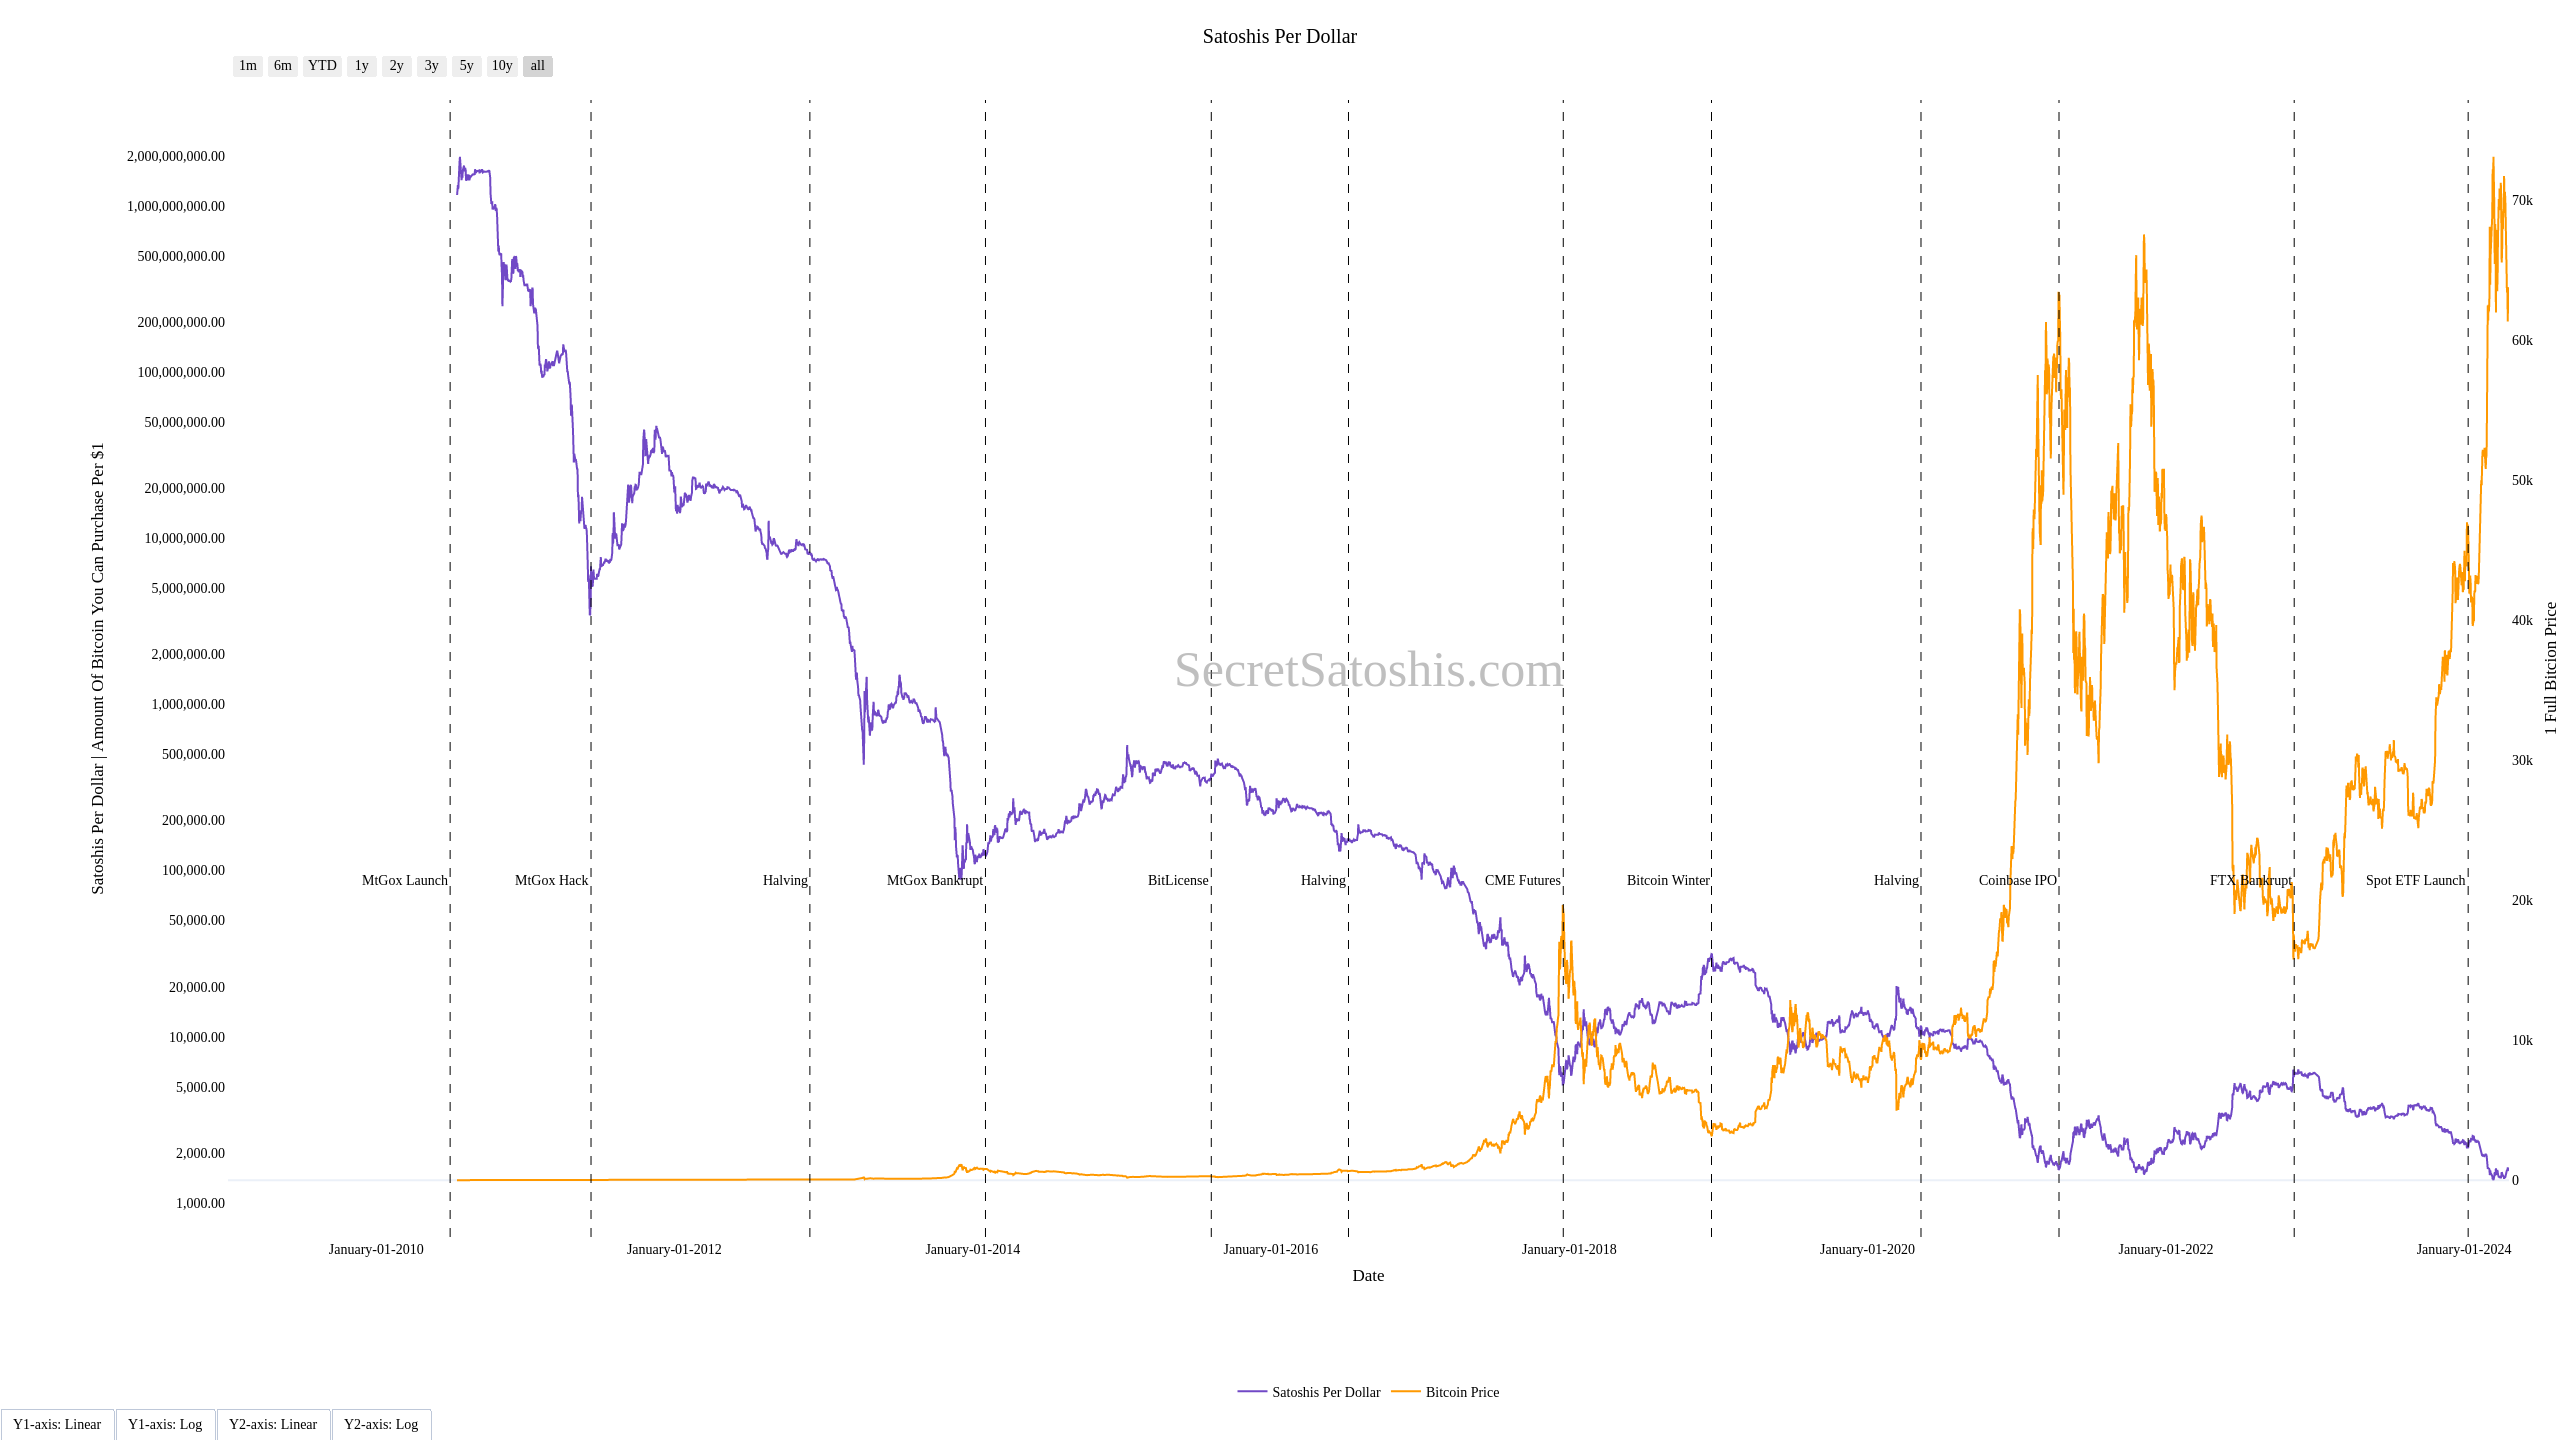 Satoshis Per Dollar
1m 6m YTD 1y 2y 3y 5y 10y all
2,000,000,000.00
1,000,000,000.00
500,000,000.00
200,000,000.00
100,000,000.00
50,000,000.00
20,000,000.00
10,000,000.00
5,000,000.00
2,000,000.00
1,000,000.00
500,000.00
200,000.00
100,000.00
50,000.00
20,000.00
10,000.00
5,000.00
2,000.00
1,000.00
Satoshis Per Dollar | Amount Of Bitcoin You Can Purchase Per $1
SecretSatoshis.com
MtGox Launch MtGox Hack Halving MtGox Bankrupt BitLicense Halving CME Futures Bitcoin Winter Halving Coinbase IPO FTX Bankrupt Spot ETF Launch
70k
60k
50k
40k
30k
20k
10k
0
1 Full Bitcion Price
January-01-2010 January-01-2012 January-01-2014 January-01-2016 January-01-2018 January-01-2020 January-01-2022 January-01-2024
Date
Satoshis Per Dollar Bitcoin Price
Y1-axis: Linear Y1-axis: Log Y2-axis: Linear Y2-axis: Log